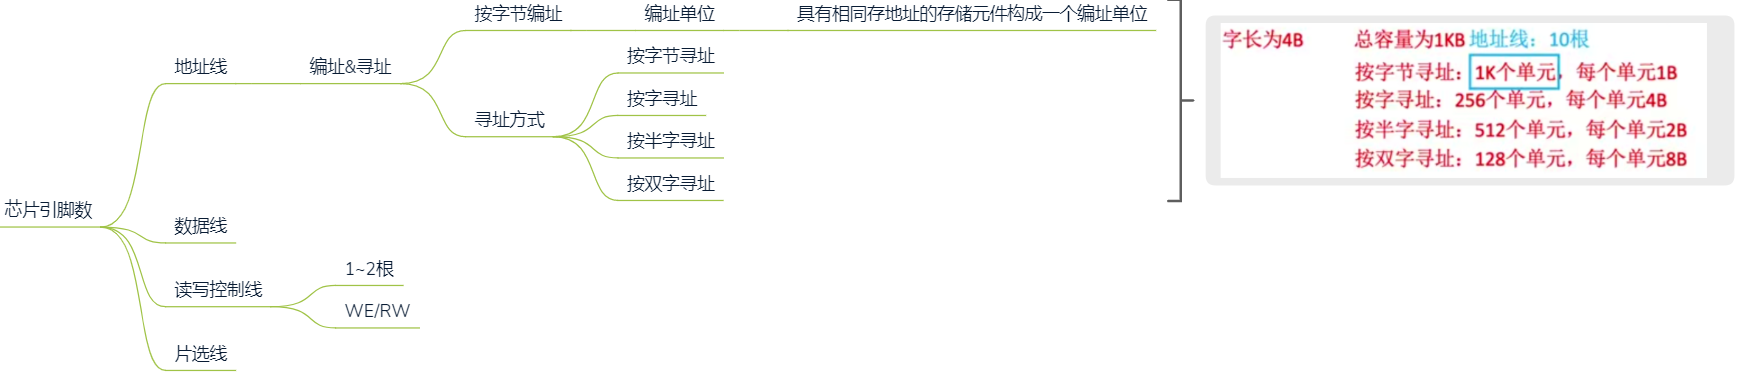 芯片引脚数
地址线
编址&寻址
按字节编址
编址单位
具有相同存地址的存储元件构成一个编址单位
寻址方式
按字节寻址
按字寻址
按半字寻址
按双字寻址
字长为4B 总容量为1KB 地址线：10根
按字节寻址：1K个单元，每个单元1B
按字寻址：256个单元，每个单元4B
按半字寻址：512个单元，每个单元2B
按双字寻址：128个单元，每个单元8B
数据线
读写控制线
1~2根
WE/RW
片选线